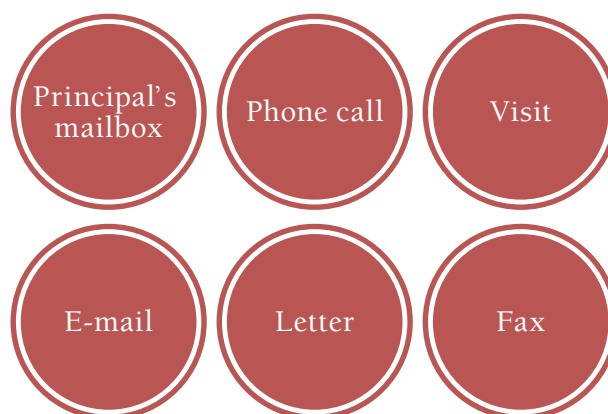 Principal’s
mailbox
Phone call
Visit
E-mail
Letter
Fax